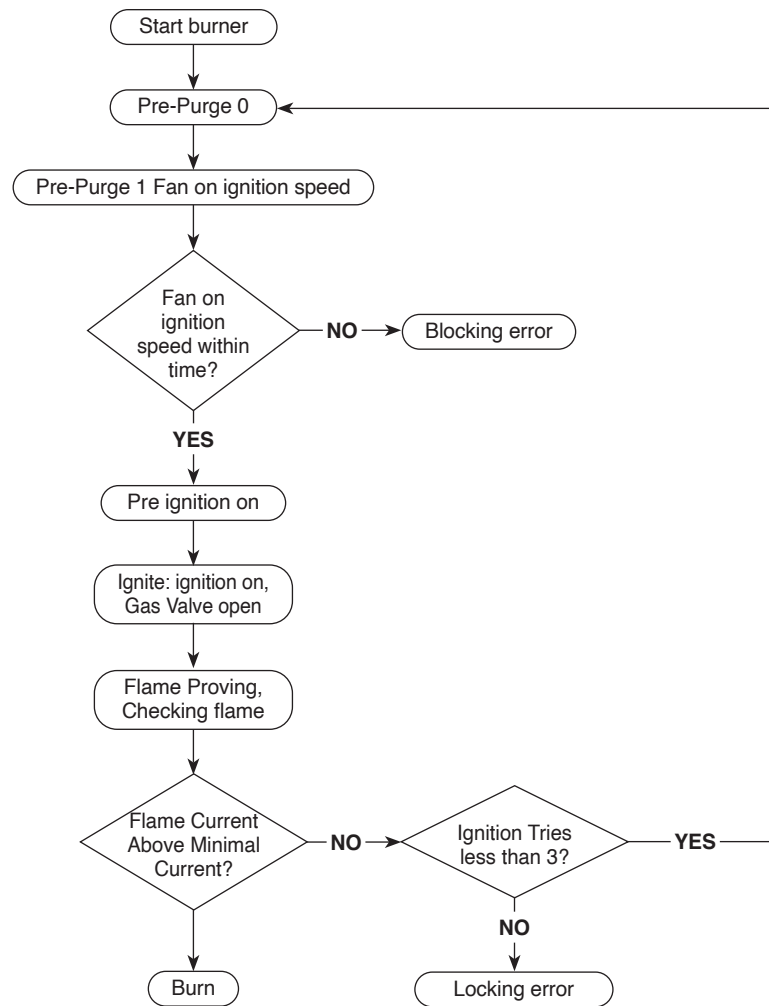 Start burner
Pre-Purge 0
Pre-Purge 1 Fan on ignition speed
Fan on
ignition
speed within
time?
NO
Blocking error
YES
Pre ignition on
Ignite: ignition on,
Gas Valve open
Flame Proving,
Checking flame
Flame Current
Above Minimal
Current?
NO
Ignition Tries
less than 3?
YES
NO
Burn
Locking error